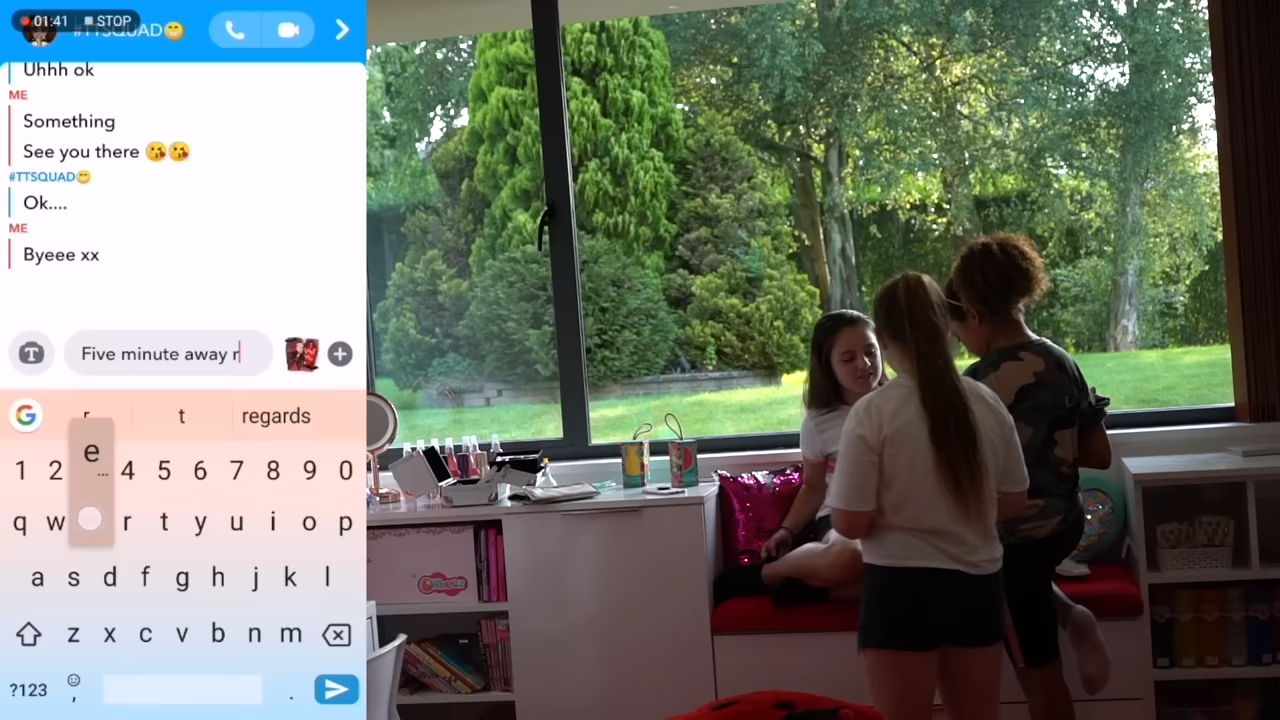 01:41 STOP
#TTSQUAD😁
Uhhh ok
ME
Something
See you there 😘😘
#TTSQUAD😁
Ok....
ME
Byeee xx
Five minute away r
r t regards
e
...
1 2 4 5 6 7 8 9 0
q w r t y u i o p
a s d f g h j k l
z x c v b n m
?123 , .